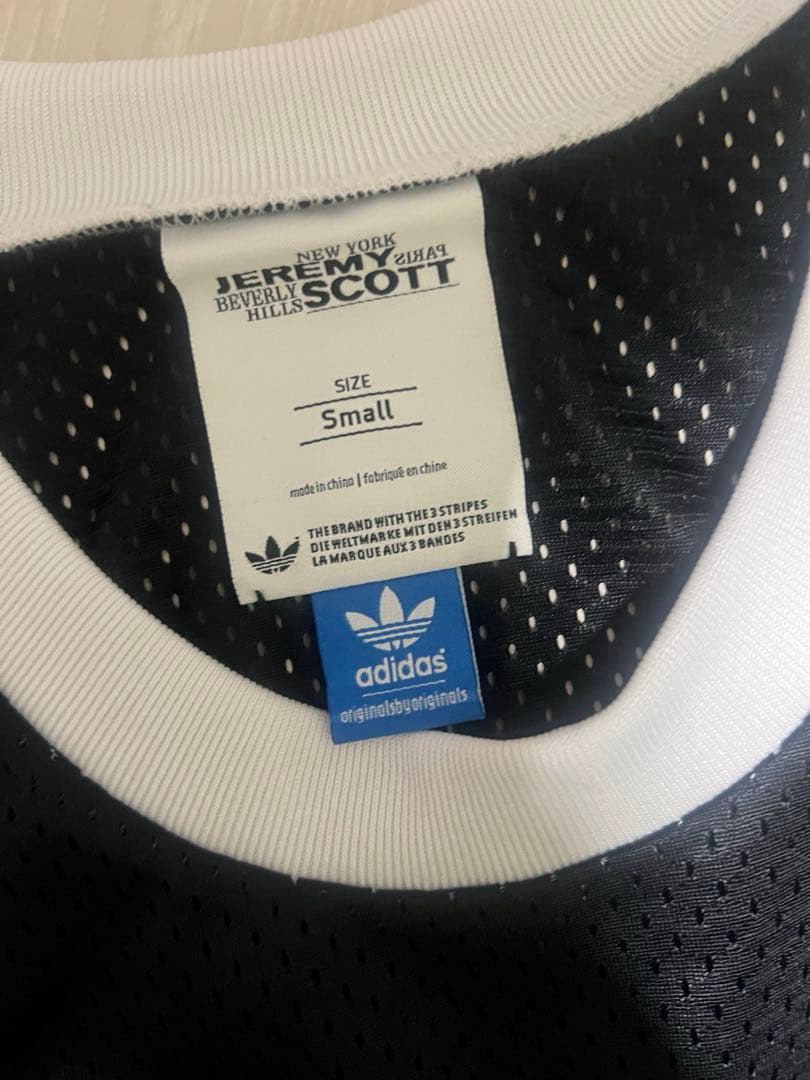 NEW YORK
JEREMY PARIS
BEVERLY SCOTT
HILLS
SIZE
Small
made in china | fabriqué en chine
THE BRAND WITH THE 3 STRIPES
DIE WELTMARKE MIT DEN 3 STREIFEN
LA MARQUE AUX 3 BANDES
adidas
originalsbyoriginals